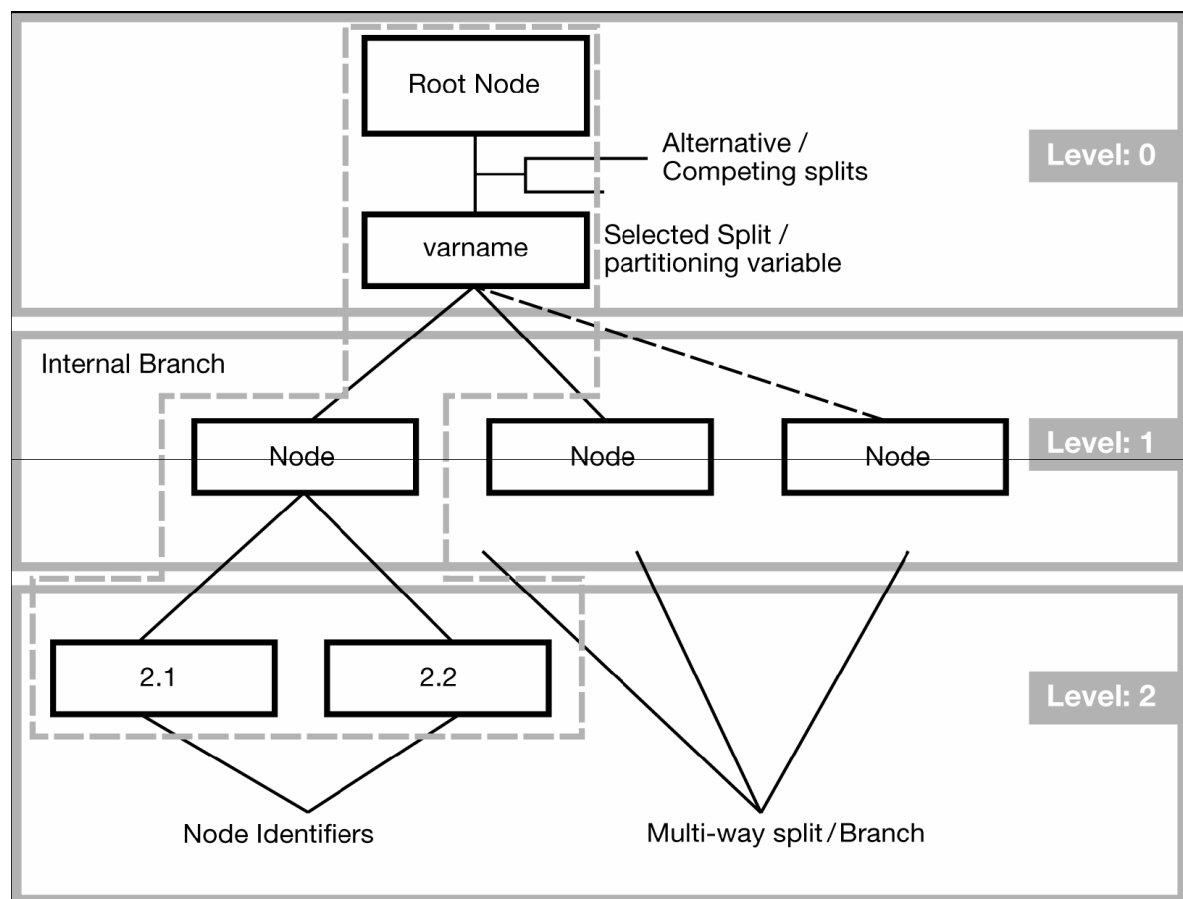 Root Node
Alternative /
Competing splits
Level: 0
varname
Selected Split /
partitioning variable
Internal Branch
Node
Node
Node
Level: 1
2.1
2.2
Level: 2
Node Identifiers
Multi-way split/Branch